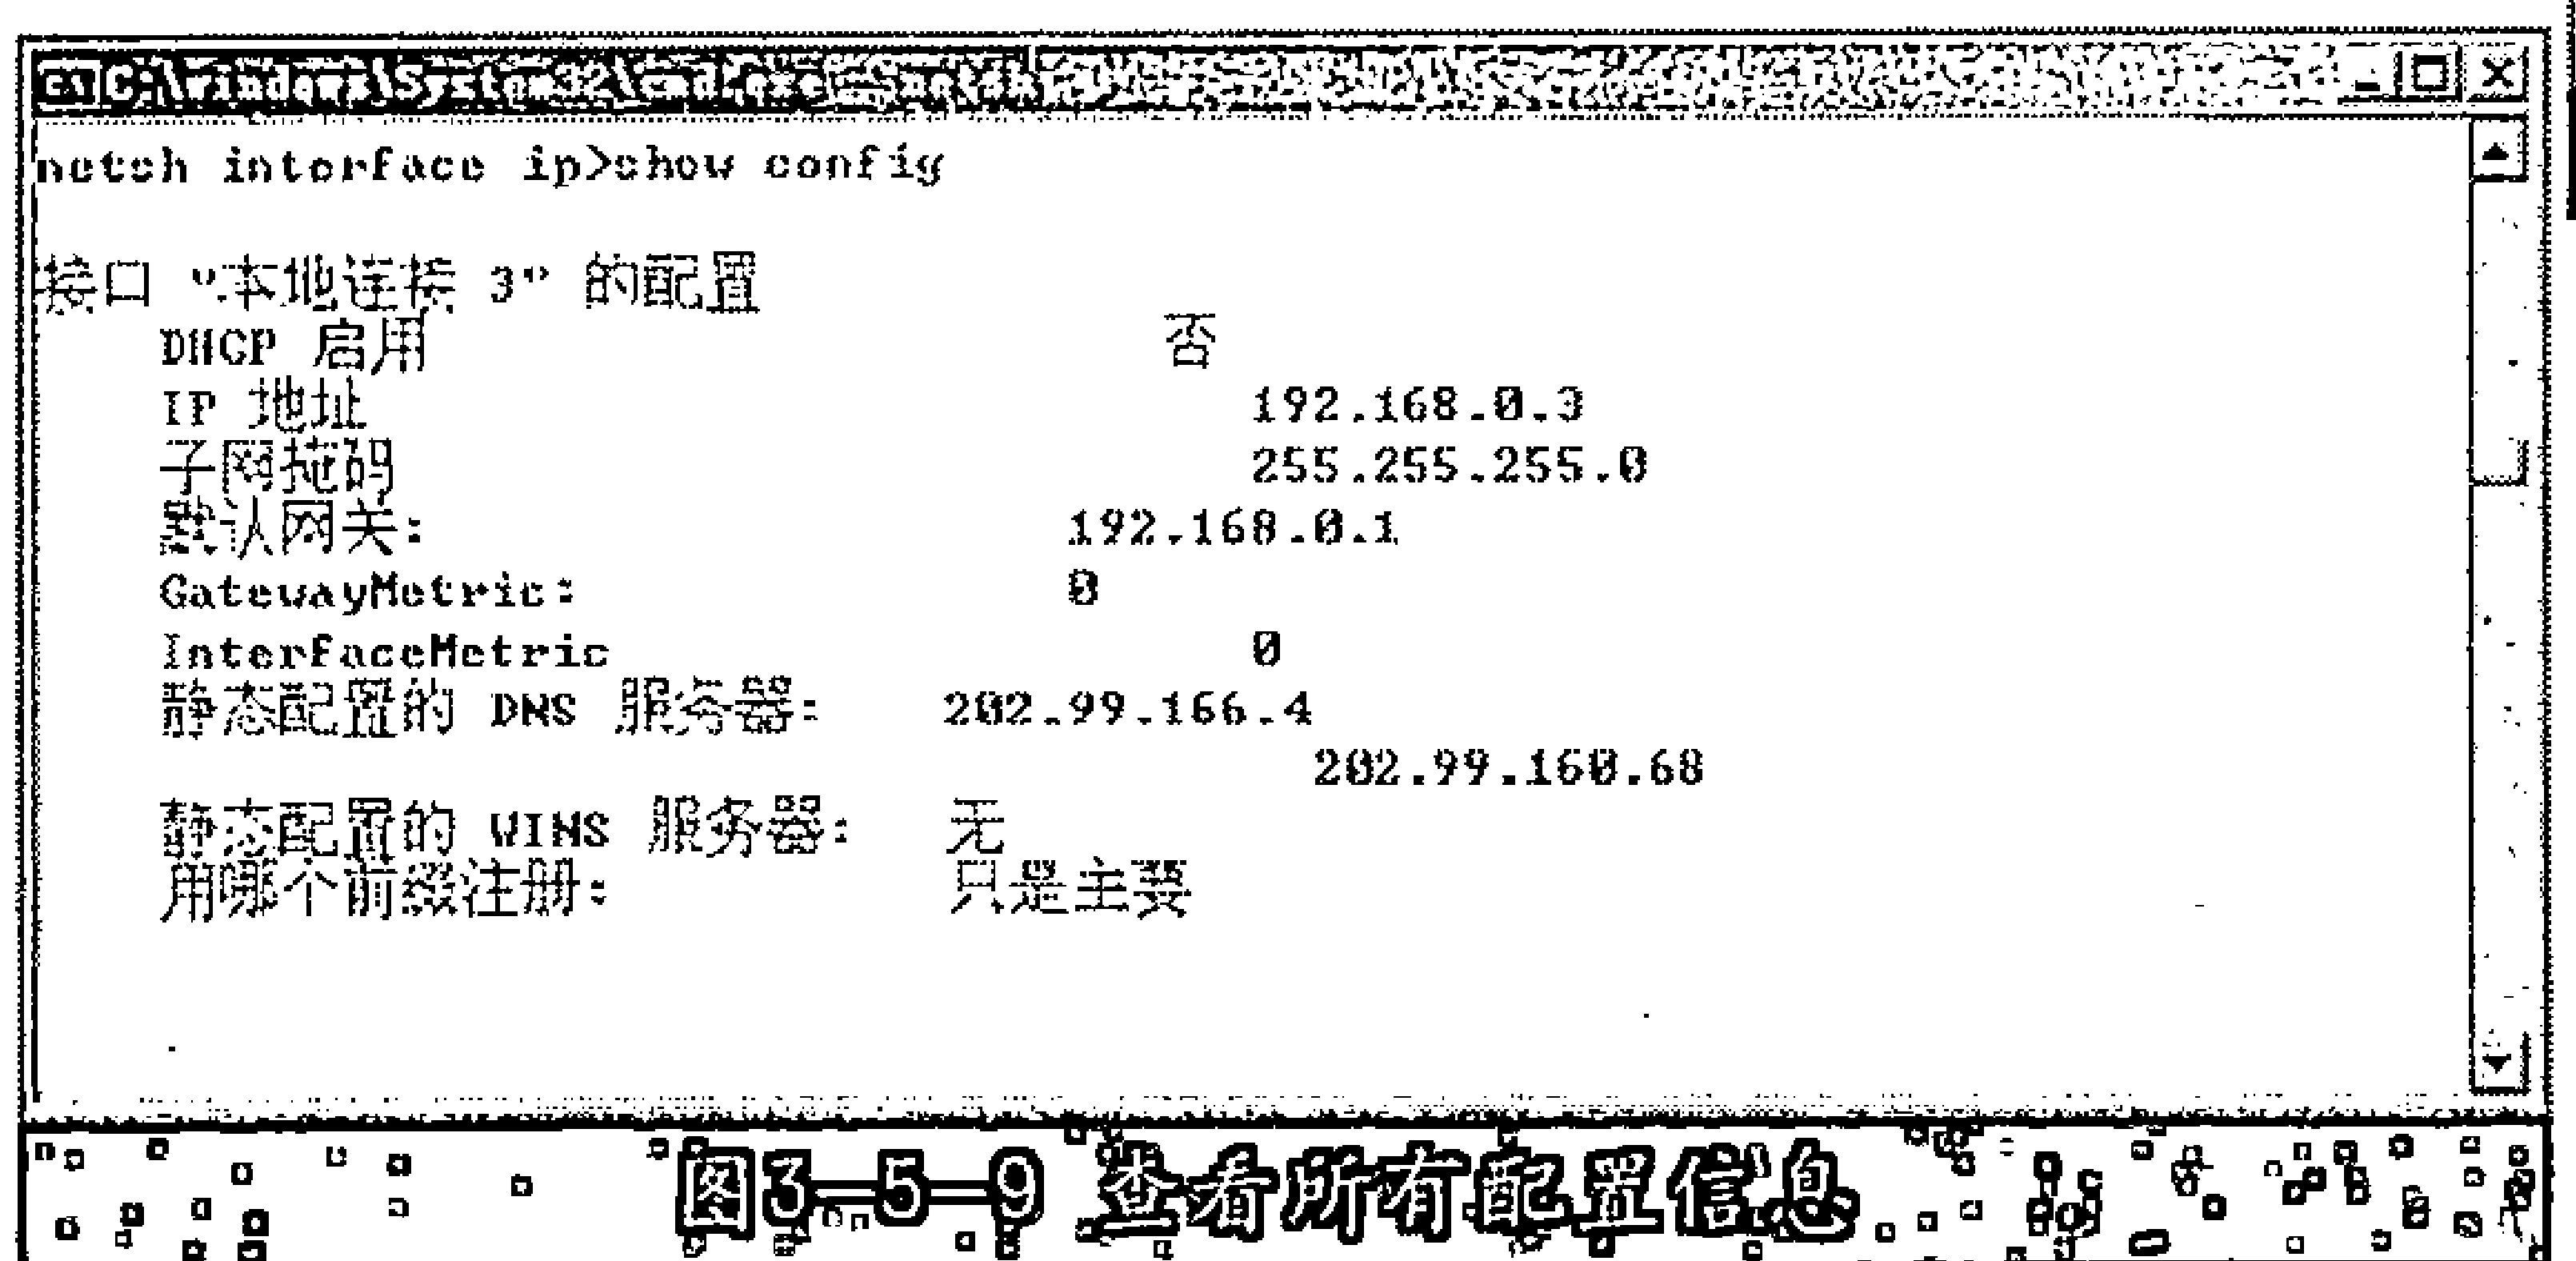 C:\Windows\System32\cmd.exe - netsh
netsh interface ip>show config
接口 "本地连接 3" 的配置
DHCP 启用 否
IP 地址 192.168.0.3
子网掩码 255.255.255.0
默认网关: 192.168.0.1
GatewayMetric: 0
InterfaceMetric 0
静态配置的 DNS 服务器: 202.99.166.4
202.99.160.68
静态配置的 WINS 服务器: 无
用哪个前缀注册: 只是主要
图3—5—9 查看所有配置信息